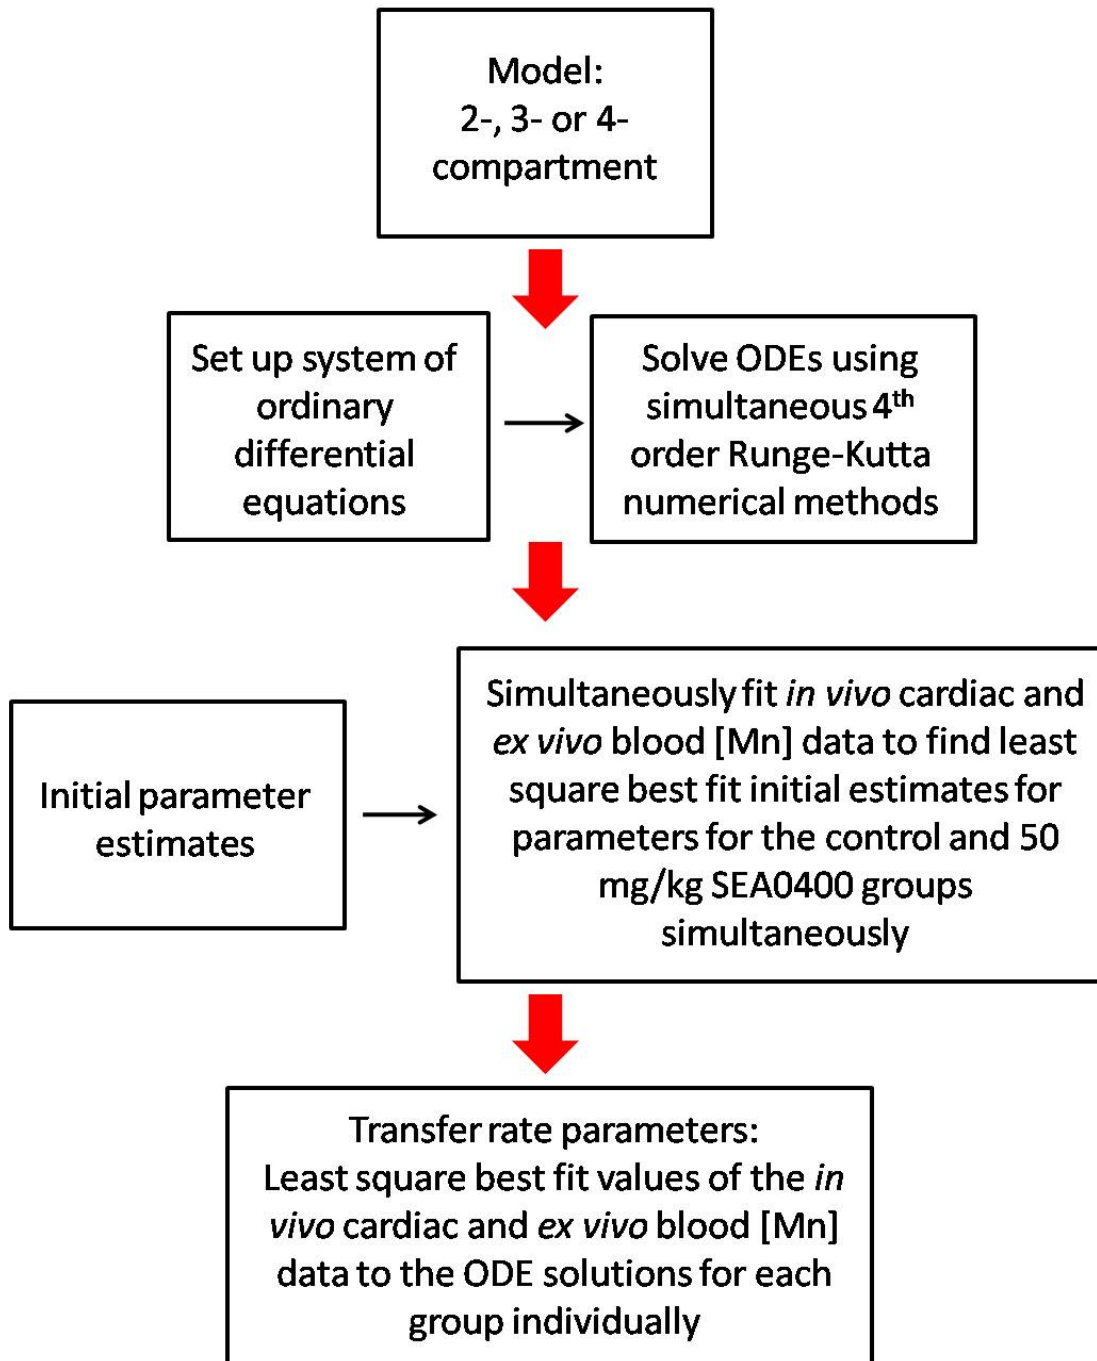 Model:
2-, 3- or 4-
compartment
Set up system of
ordinary
differential
equations
Solve ODEs using
simultaneous 4th
order Runge-Kutta
numerical methods
Initial parameter
estimates
Simultaneously fit in vivo cardiac and
ex vivo blood [Mn] data to find least
square best fit initial estimates for
parameters for the control and 50
mg/kg SEA0400 groups
simultaneously
Transfer rate parameters:
Least square best fit values of the in
vivo cardiac and ex vivo blood [Mn]
data to the ODE solutions for each
group individually